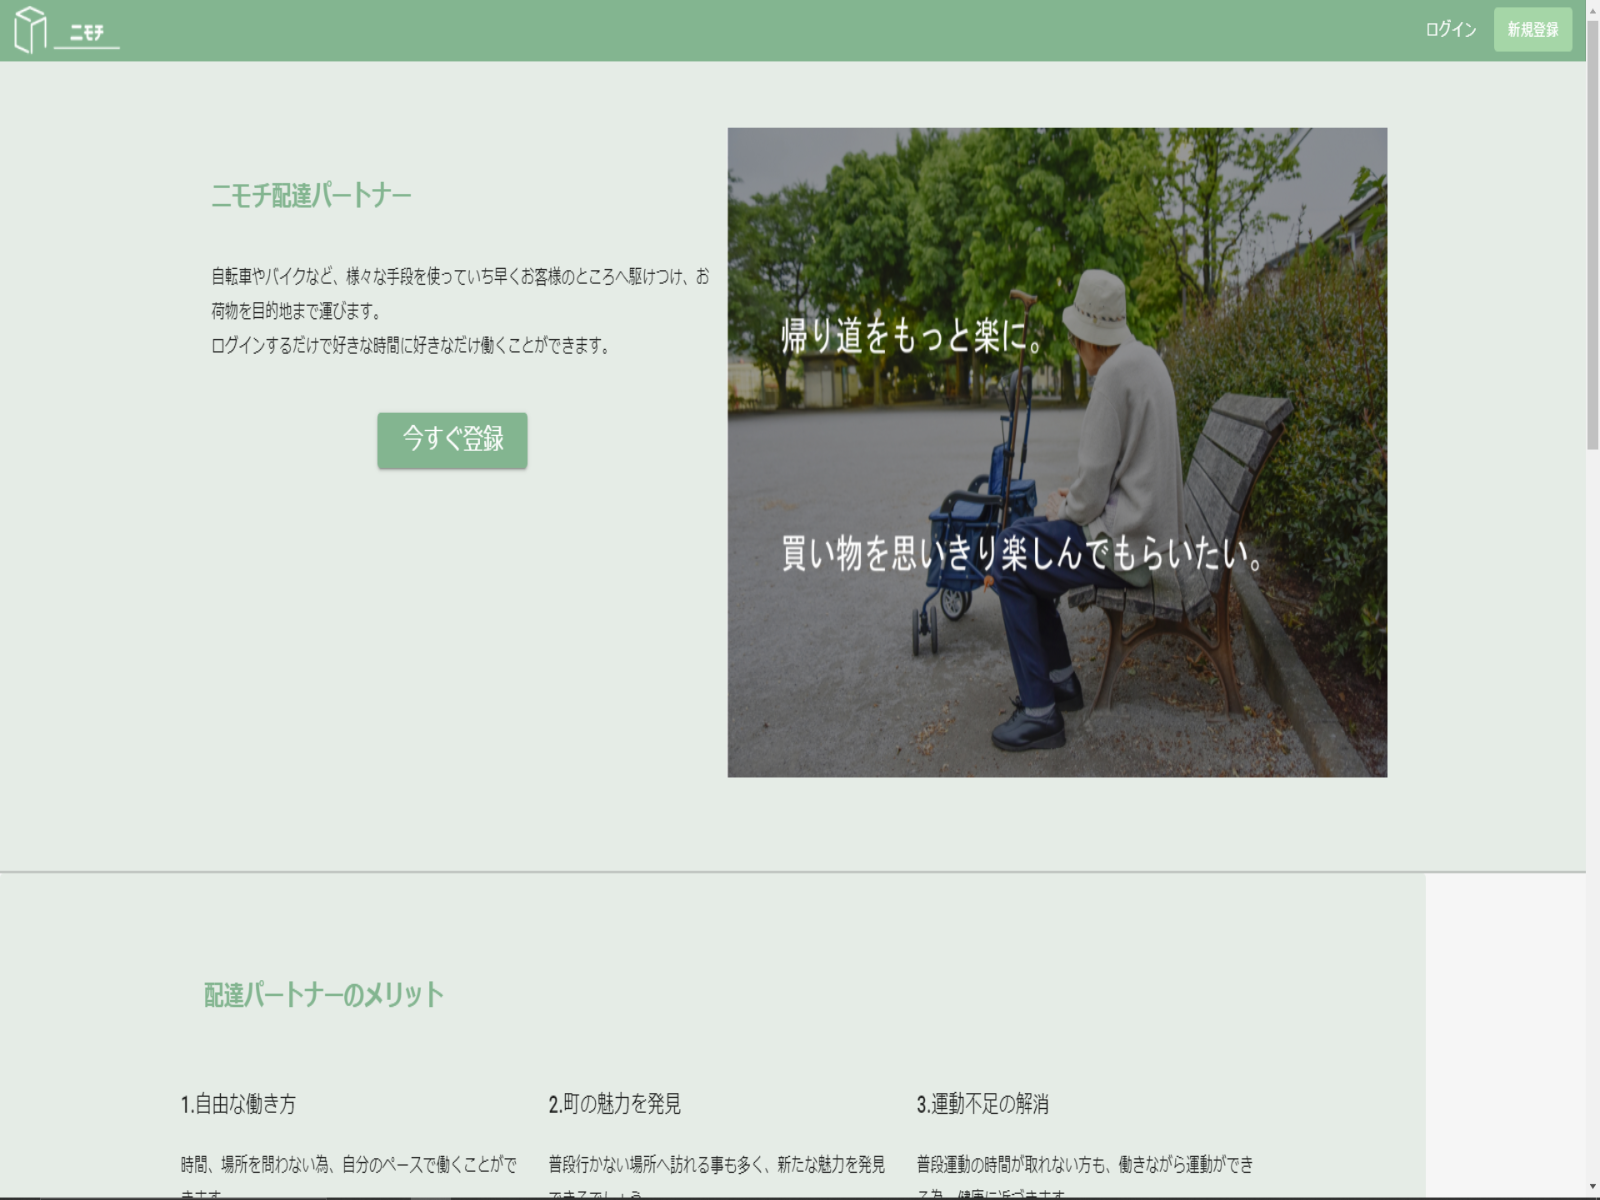 ニモチ
ログイン
新規登録
ニモチ配達パートナー
自転車やバイクなど、様々な手段を使っていち早くお客様のところへ駆けつけ、お
荷物を目的地まで運びます。
ログインするだけで好きな時間に好きなだけ働くことができます。
今すぐ登録
帰り道をもっと楽に。
買い物を思いきり楽しんでもらいたい。
配達パートナーのメリット
1.自由な働き方
時間、場所を問わない為、自分のペースで働くことがで
きます
2.町の魅力を発見
普段行かない場所へ訪れる事も多く、新たな魅力を発見
できるでしょう
3.運動不足の解消
普段運動の時間が取れない方も、働きながら運動ができ
る為、健康に近づきます